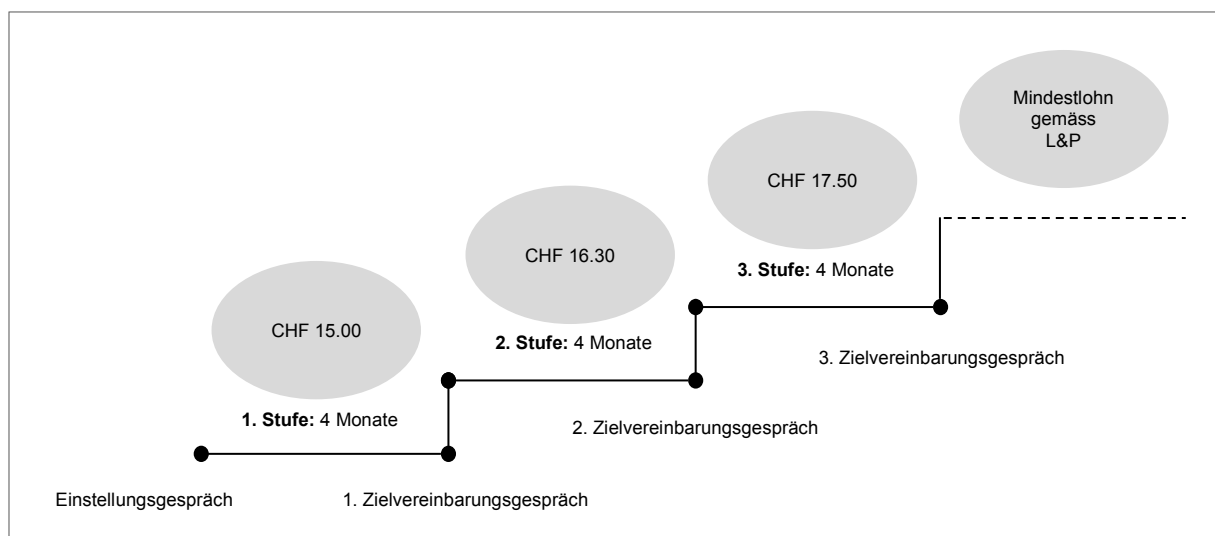 Mindestlohn
gemäss
L&P
CHF 17.50
CHF 16.30
3. Stufe: 4 Monate
CHF 15.00
2. Stufe: 4 Monate
3. Zielvereinbarungsgespräch
1. Stufe: 4 Monate
2. Zielvereinbarungsgespräch
Einstellungsgespräch
1. Zielvereinbarungsgespräch